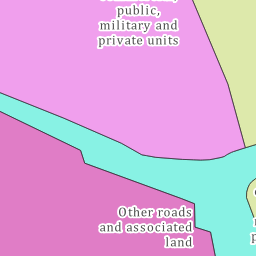 public,
military and
private units
Other roads
and associated
land